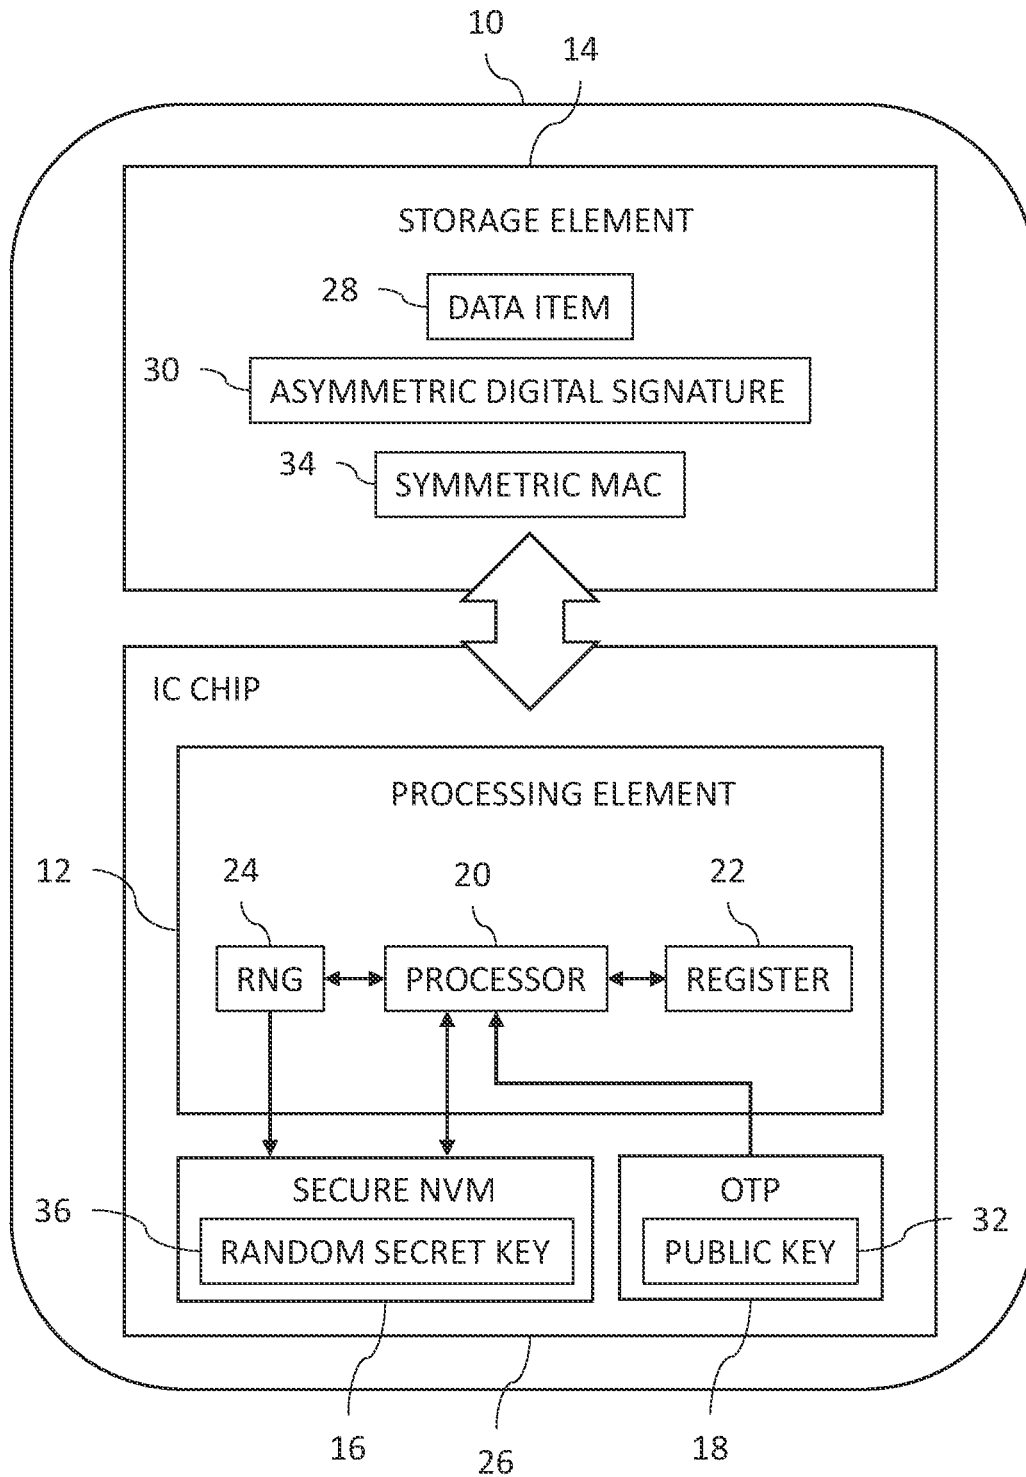 10
14
STORAGE ELEMENT
28
DATA ITEM
30
ASYMMETRIC DIGITAL SIGNATURE
34
SYMMETRIC MAC
IC CHIP
PROCESSING ELEMENT
12
24
20
22
RNG
PROCESSOR
REGISTER
SECURE NVM
OTP
36
RANDOM SECRET KEY
PUBLIC KEY
32
16
26
18